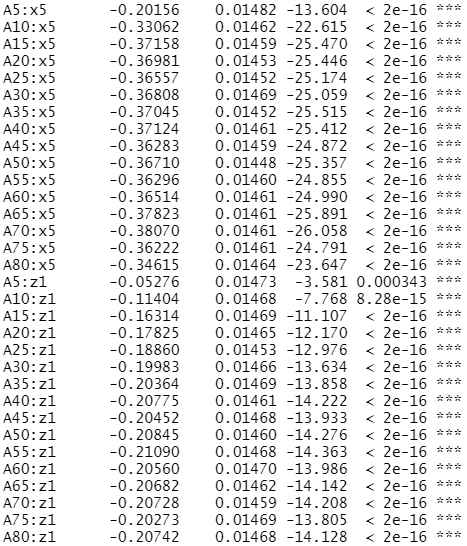 A5:x5 -0.20156 0.01482 -13.604 < 2e-16 ***
A10:x5 -0.33062 0.01462 -22.615 < 2e-16 ***
A15:x5 -0.37158 0.01459 -25.470 < 2e-16 ***
A20:x5 -0.36981 0.01453 -25.446 < 2e-16 ***
A25:x5 -0.36557 0.01452 -25.174 < 2e-16 ***
A30:x5 -0.36808 0.01469 -25.059 < 2e-16 ***
A35:x5 -0.37045 0.01452 -25.515 < 2e-16 ***
A40:x5 -0.37124 0.01461 -25.412 < 2e-16 ***
A45:x5 -0.36283 0.01459 -24.872 < 2e-16 ***
A50:x5 -0.36710 0.01448 -25.357 < 2e-16 ***
A55:x5 -0.36296 0.01460 -24.855 < 2e-16 ***
A60:x5 -0.36514 0.01461 -24.990 < 2e-16 ***
A65:x5 -0.37823 0.01461 -25.891 < 2e-16 ***
A70:x5 -0.38070 0.01461 -26.058 < 2e-16 ***
A75:x5 -0.36222 0.01461 -24.791 < 2e-16 ***
A80:x5 -0.34615 0.01464 -23.647 < 2e-16 ***
A5:z1 -0.05276 0.01473 -3.581 0.000343 ***
A10:z1 -0.11404 0.01468 -7.768 8.28e-15 ***
A15:z1 -0.16314 0.01469 -11.107 < 2e-16 ***
A20:z1 -0.17825 0.01465 -12.170 < 2e-16 ***
A25:z1 -0.18860 0.01453 -12.976 < 2e-16 ***
A30:z1 -0.19983 0.01466 -13.634 < 2e-16 ***
A35:z1 -0.20364 0.01469 -13.858 < 2e-16 ***
A40:z1 -0.20775 0.01461 -14.222 < 2e-16 ***
A45:z1 -0.20452 0.01468 -13.933 < 2e-16 ***
A50:z1 -0.20845 0.01460 -14.276 < 2e-16 ***
A55:z1 -0.21090 0.01468 -14.363 < 2e-16 ***
A60:z1 -0.20560 0.01470 -13.986 < 2e-16 ***
A65:z1 -0.20682 0.01462 -14.142 < 2e-16 ***
A70:z1 -0.20728 0.01459 -14.208 < 2e-16 ***
A75:z1 -0.20273 0.01469 -13.805 < 2e-16 ***
A80:z1 -0.20742 0.01468 -14.128 < 2e-16 ***